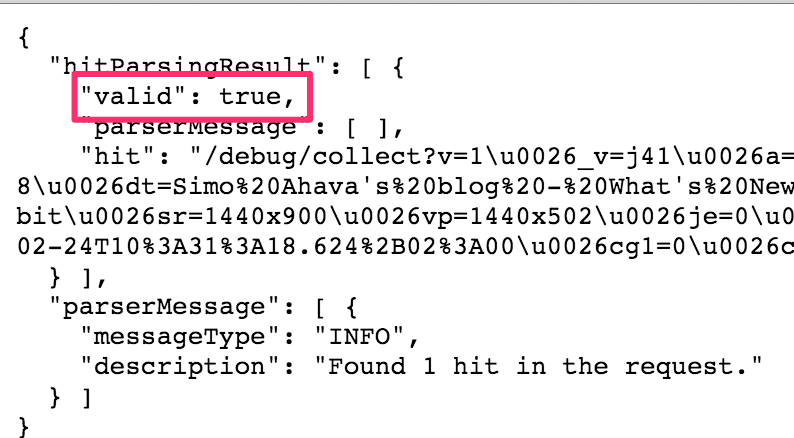 {
"hitParsingResult": [ {
"valid": true,
"parserMessage": [ ],
"hit": "/debug/collect?v=1\u0026_v=j41\u0026a=
8\u0026dt=Simo%20Ahava's%20blog%20-%20What's%20New
bit\u0026sr=1440x900\u0026vp=1440x502\u0026je=0\u0
02-24T10%3A31%3A18.624%2B02%3A00\u0026cg1=0\u0026c
} ],
"parserMessage": [ {
"messageType": "INFO",
"description": "Found 1 hit in the request."
} ]
}